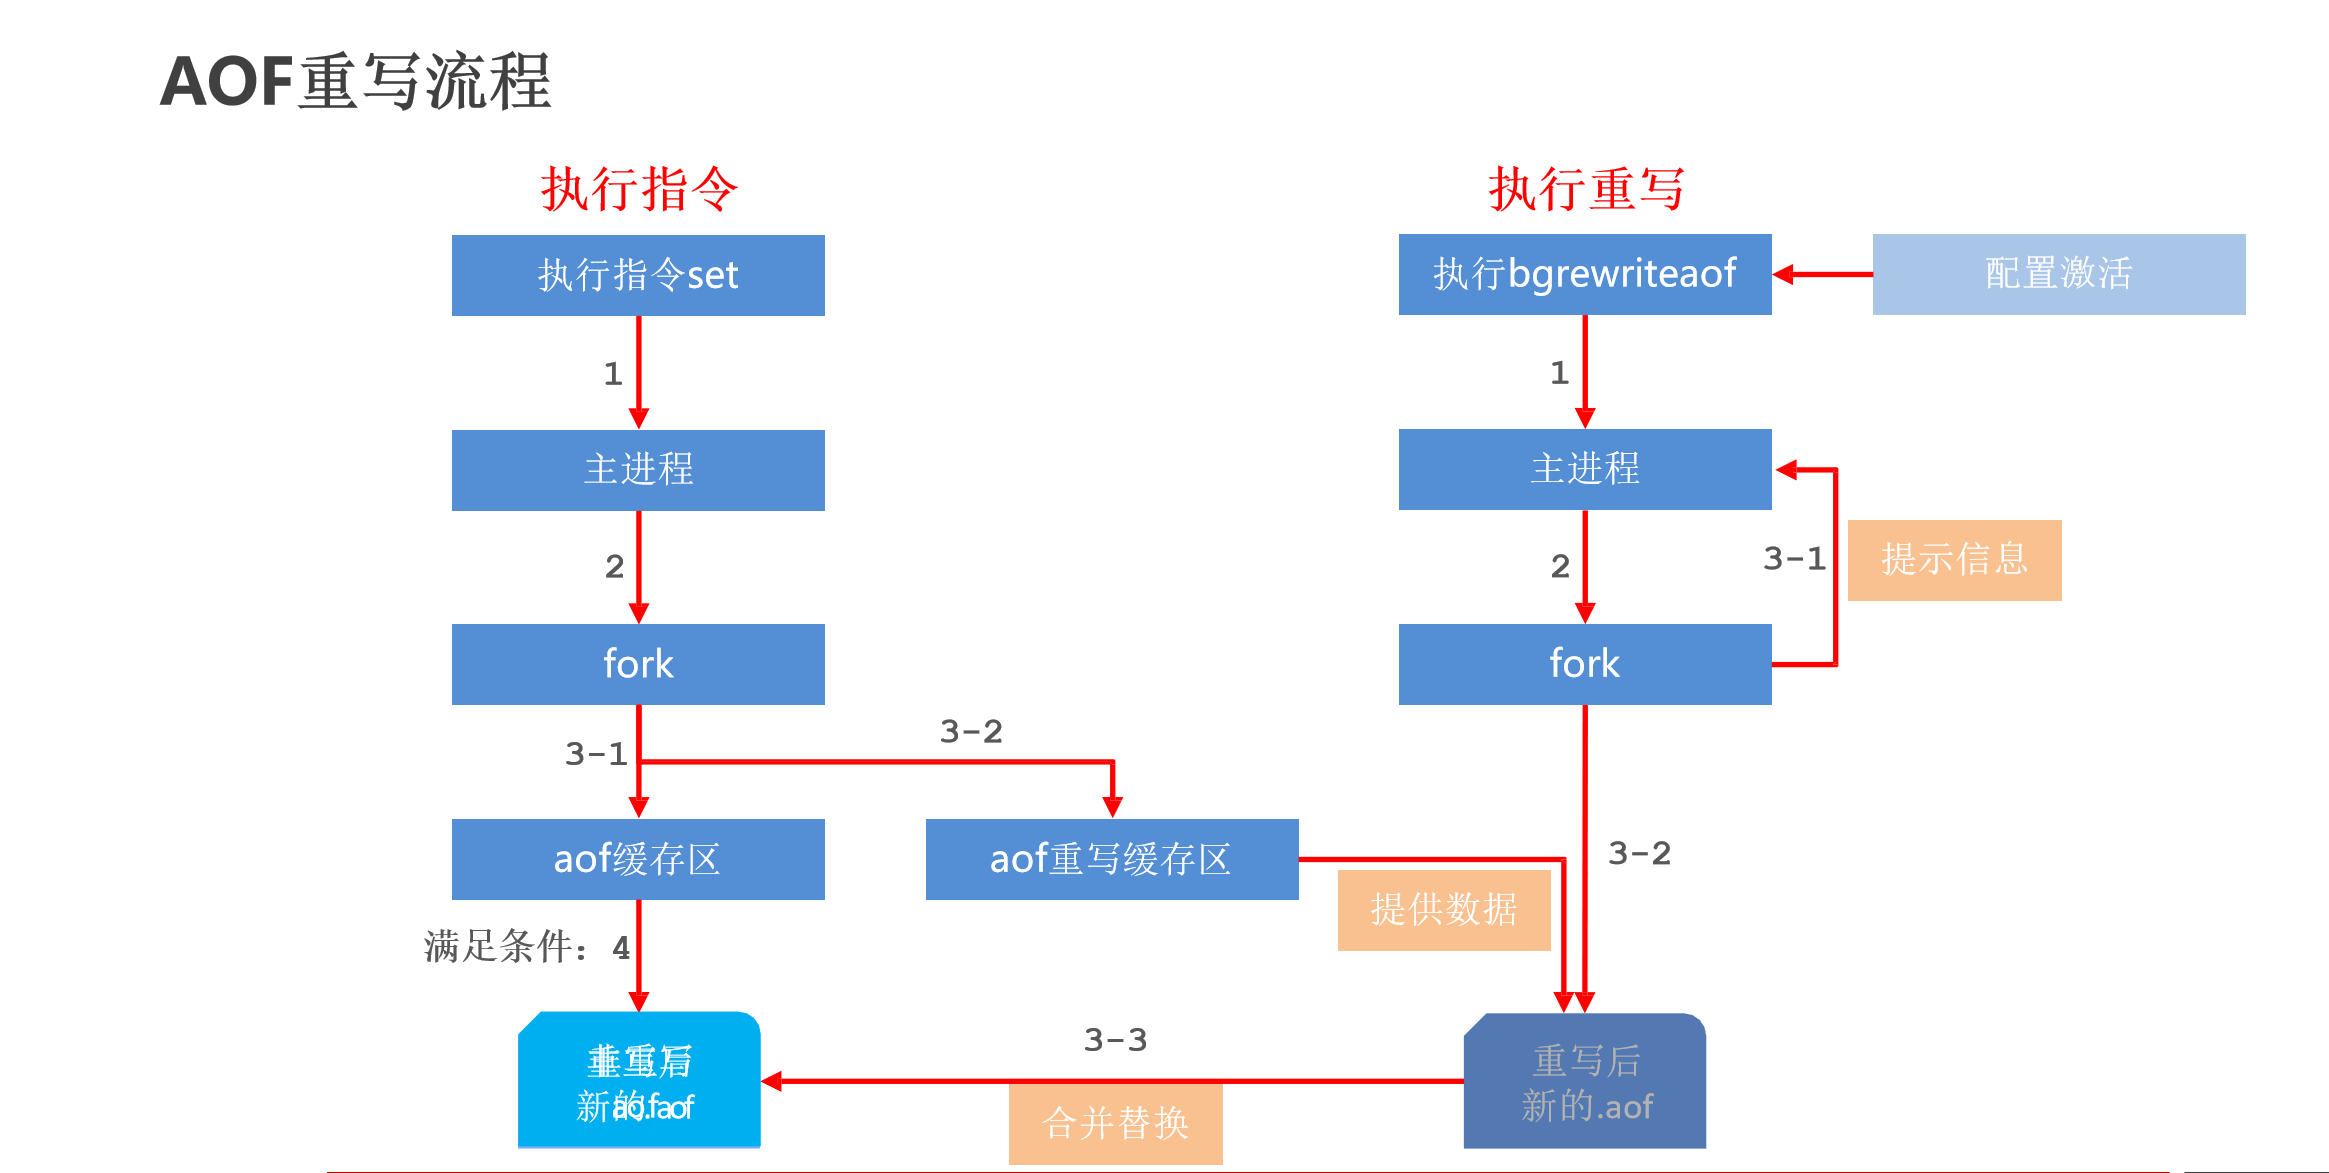 AOF重写流程
执行指令
执行重写
执行指令set
执行bgrewriteaof
配置激活
1
1
主进程
主进程
2
2
3-1
提示信息
fork
fork
3-1
3-2
aof缓存区
aof重写缓存区
3-2
提供数据
满足条件：4
3-3
重写后
新的.aof
合并替换